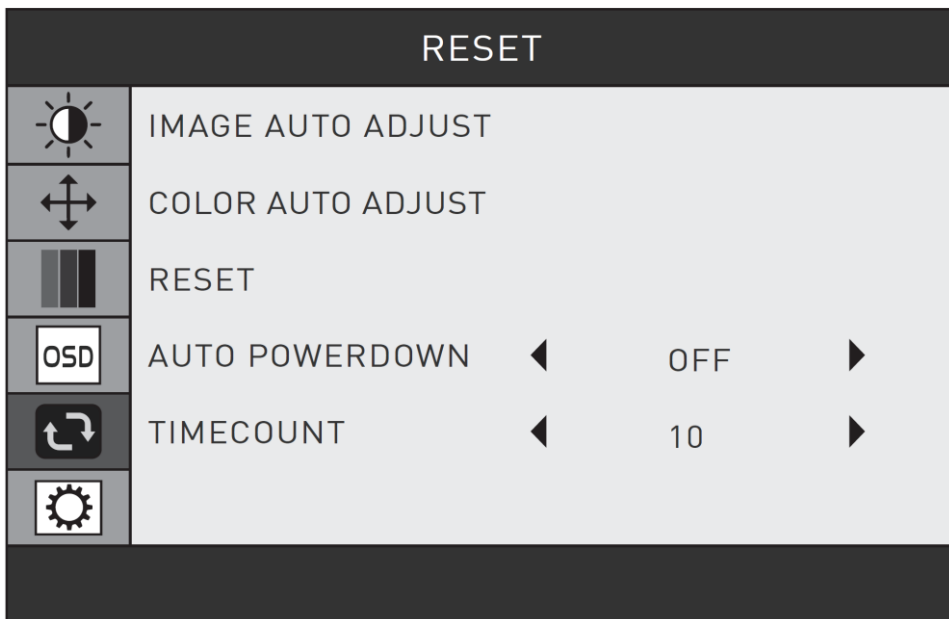 RESET
IMAGE AUTO ADJUST
COLOR AUTO ADJUST
RESET
OSD
AUTO POWERDOWN OFF
TIMECOUNT 10